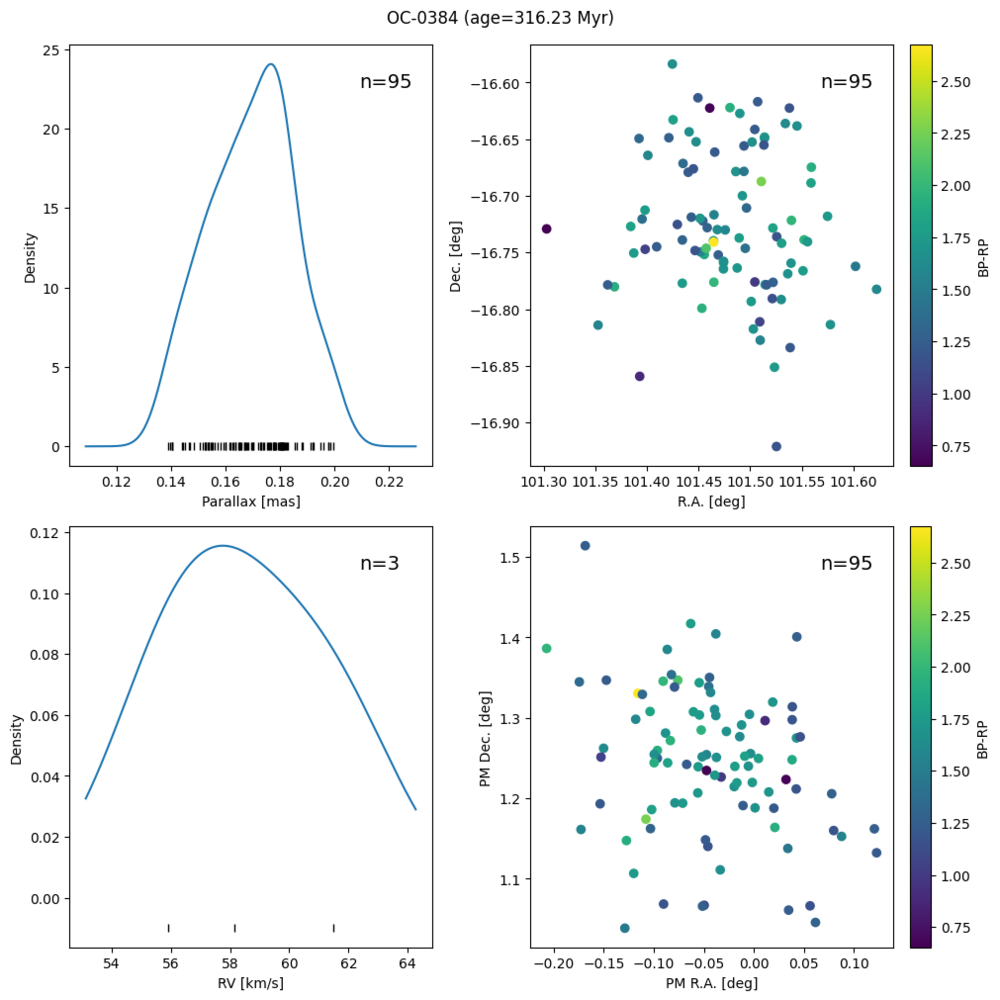 OC-0384 (age=316.23 Myr)
n=95
Density
25
20
15
10
5
0
0.12 0.14 0.16 0.18 0.20 0.22
Parallax [mas]
n=95
Dec. [deg]
−16.60
−16.65
−16.70
−16.75
−16.80
−16.85
−16.90
101.30 101.35 101.40 101.45 101.50 101.55 101.60
R.A. [deg]
2.50
2.25
2.00
1.75
1.50
1.25
1.00
0.75
BP-RP
n=3
Density
0.12
0.10
0.08
0.06
0.04
0.02
0.00
54 56 58 60 62 64
RV [km/s]
n=95
PM Dec. [deg]
1.5
1.4
1.3
1.2
1.1
−0.20 −0.15 −0.10 −0.05 0.00 0.05 0.10
PM R.A. [deg]
2.50
2.25
2.00
1.75
1.50
1.25
1.00
0.75
BP-RP